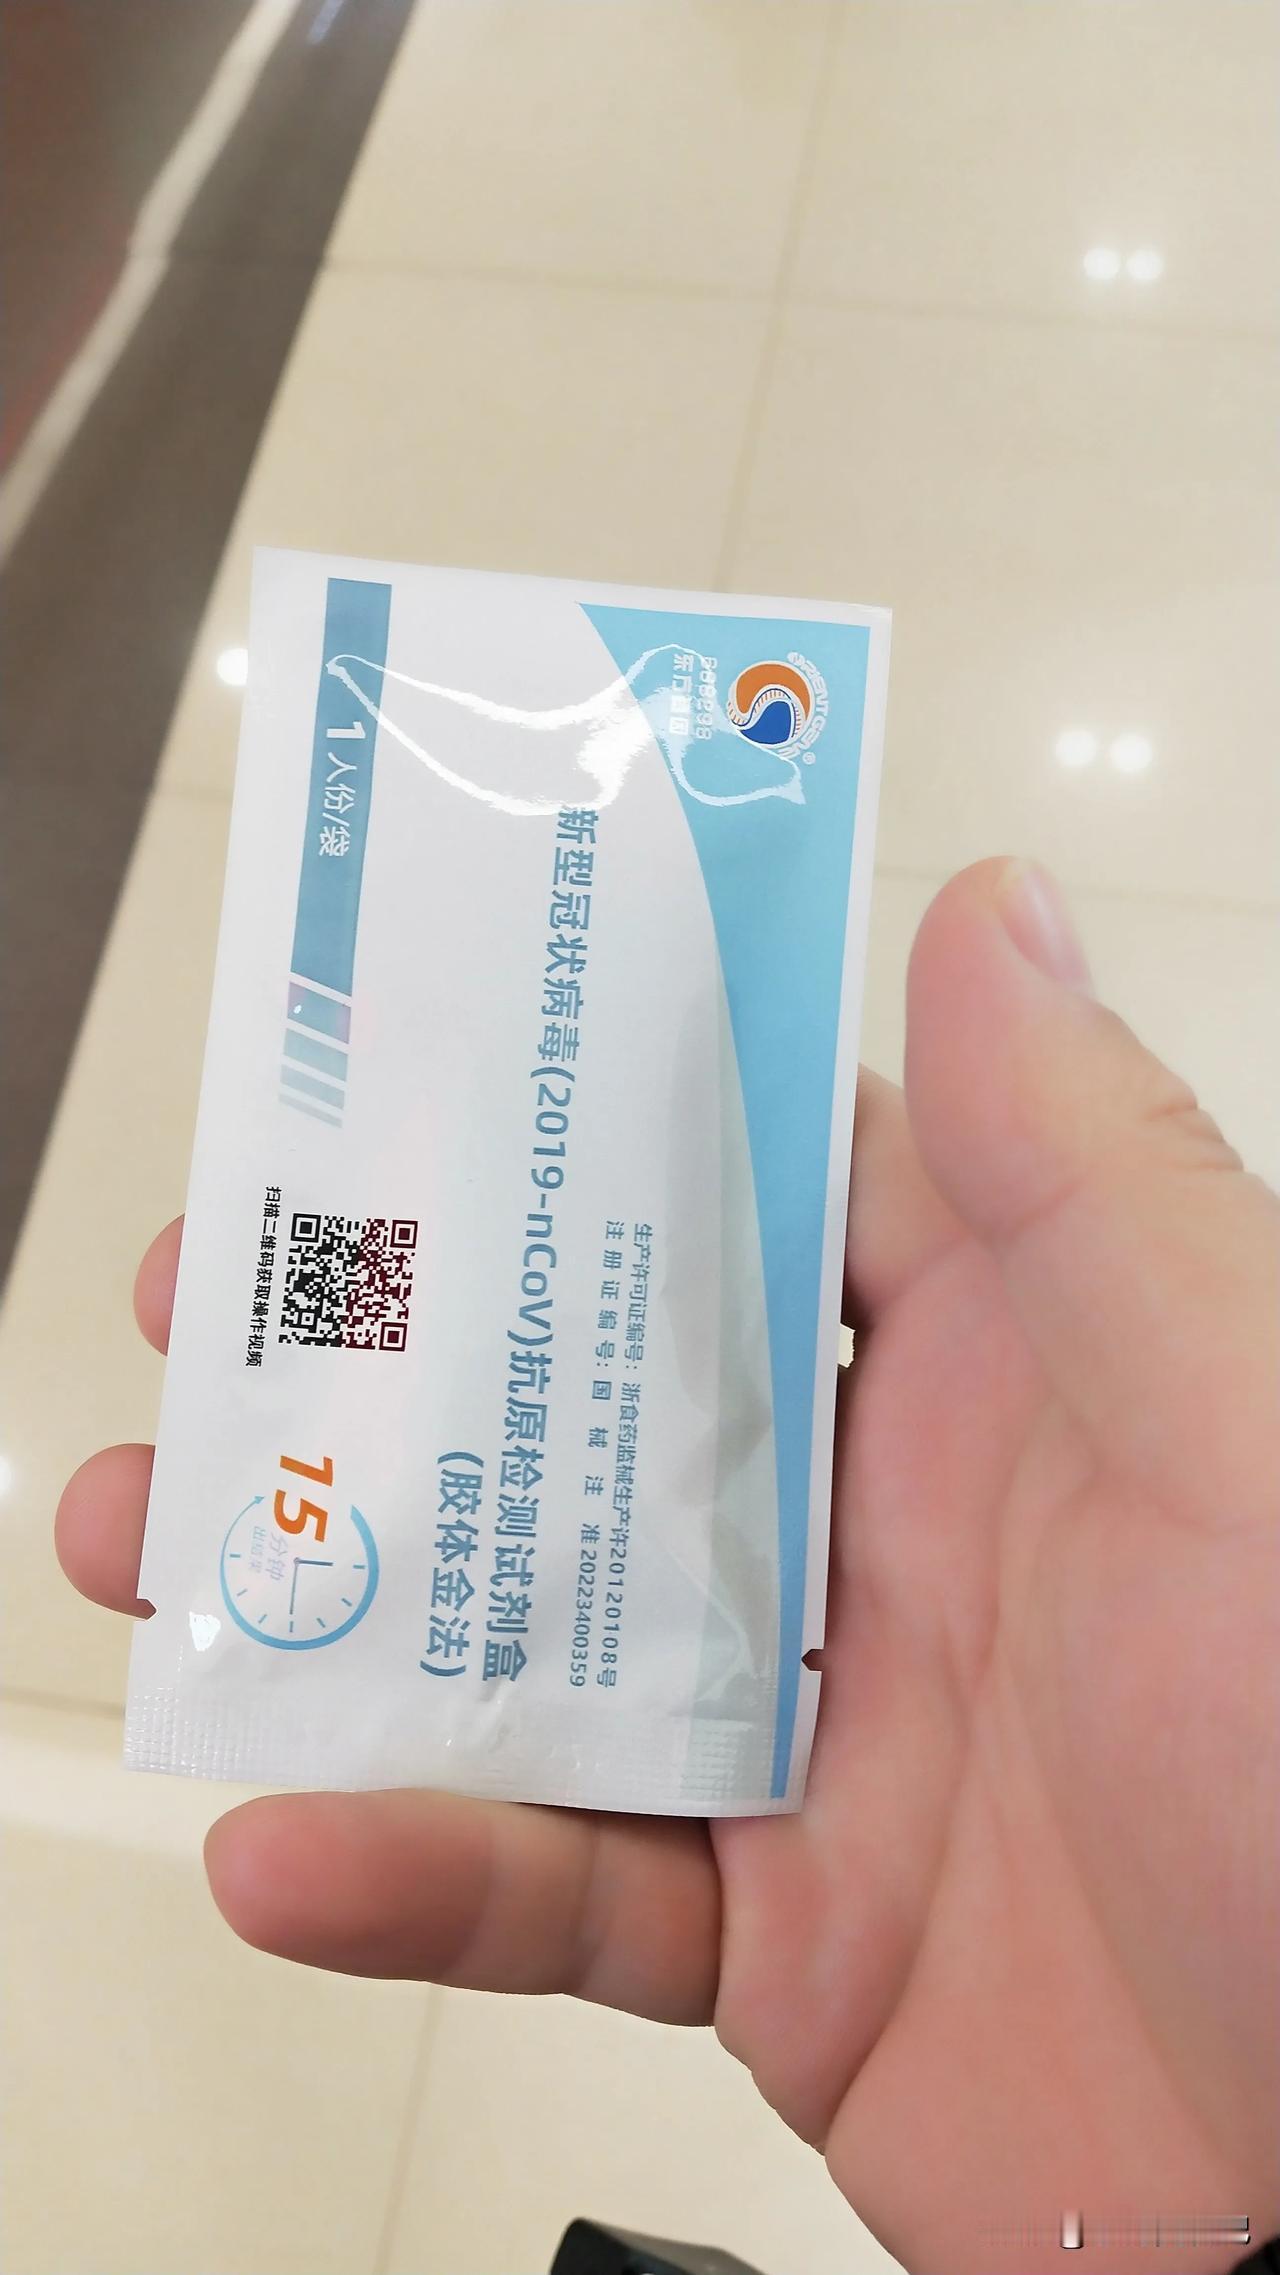 ORIENT GENE®
688298
东方基因
生产许可证编号：浙食药监械生产许20120108号
注册证编号：国械注准20223400359
新型冠状病毒(2019-nCoV)抗原检测试剂盒
(胶体金法)
1人份/袋
扫描二维码获取操作视频
15
分钟
出结果